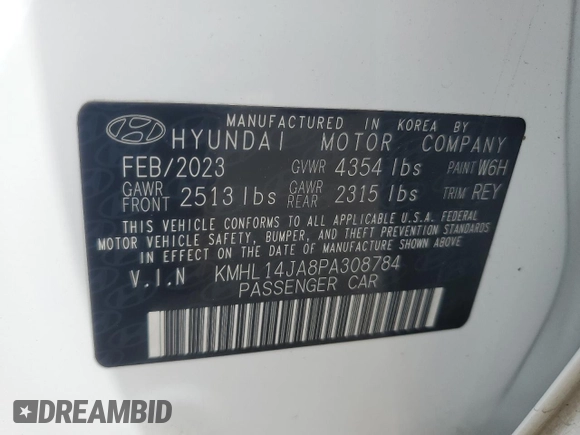 MANUFACTURED IN KOREA BY
HYUNDAI MOTOR COMPANY
FEB/2023 GVWR 4354 lbs PAINT W6H
GAWR FRONT 2513 lbs GAWR REAR 2315 lbs TRIM REY
THIS VEHICLE CONFORMS TO ALL APPLICABLE U.S.A. FEDERAL
MOTOR VEHICLE SAFETY, BUMPER, AND THEFT PREVENTION STANDARDS
IN EFFECT ON THE DATE OF MANUFACTURE SHOWN ABOVE.
V.I.N KMHL14JA8PA308784
PASSENGER CAR
DREAMBID